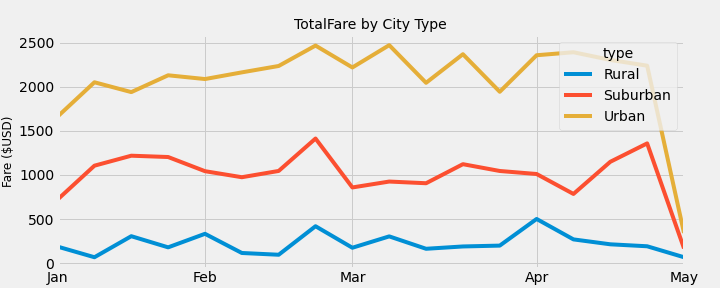 TotalFare by City Type
Fare ($USD)
2500
2000
1500
1000
500
0
Jan
Feb
Mar
Apr
May
type
Rural
Suburban
Urban